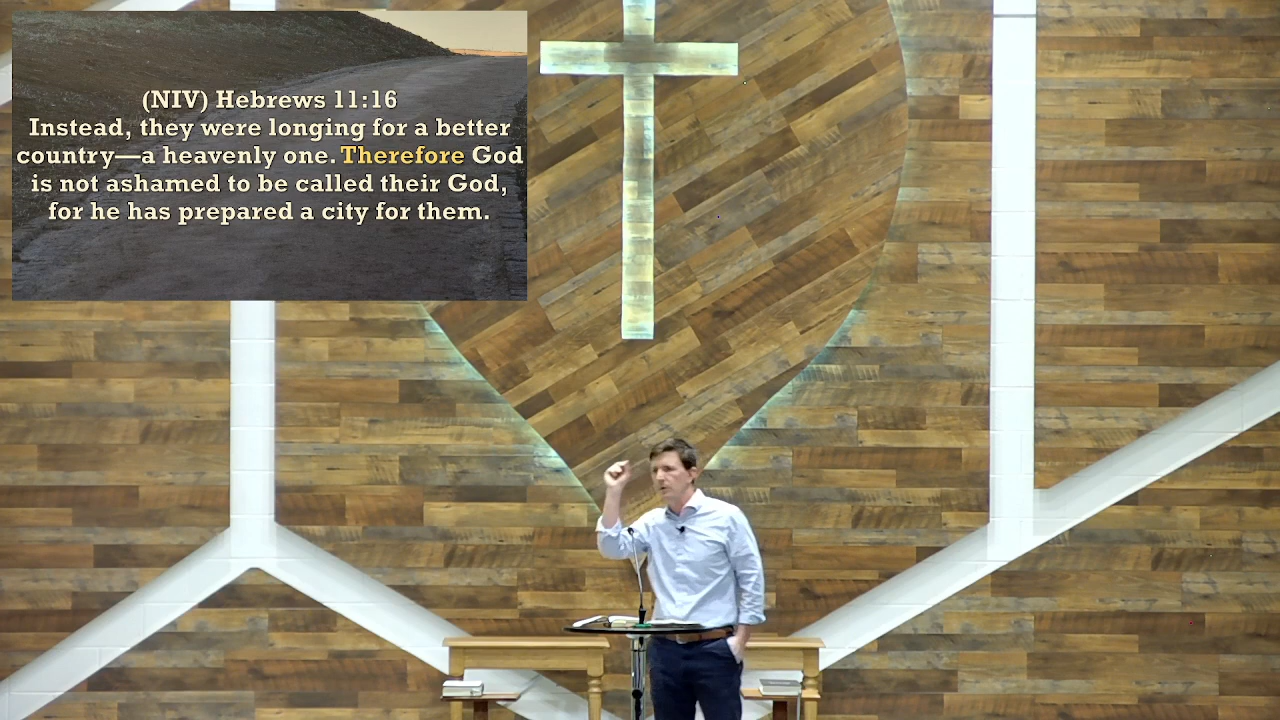 (NIV) Hebrews 11:16
Instead, they were longing for a better
country—a heavenly one. Therefore God
is not ashamed to be called their God,
for he has prepared a city for them.